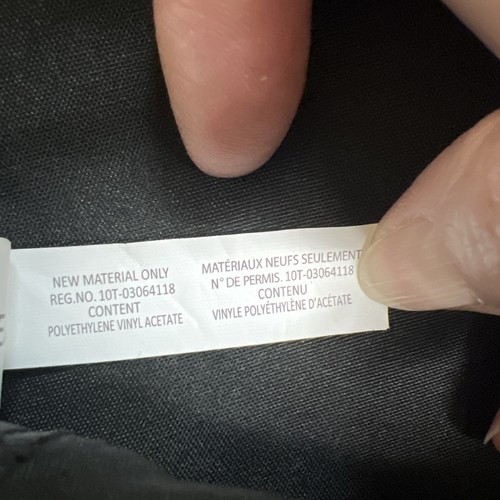 NEW MATERIAL ONLY
REG.NO. 10T-03064118
CONTENT
POLYETHYLENE VINYL ACETATE
MATÉRIAUX NEUFS SEULEMENT
N° DE PERMIS. 10T-03064118
CONTENU
VINYLE POLYÉTHYLÈNE D'ACÉTATE